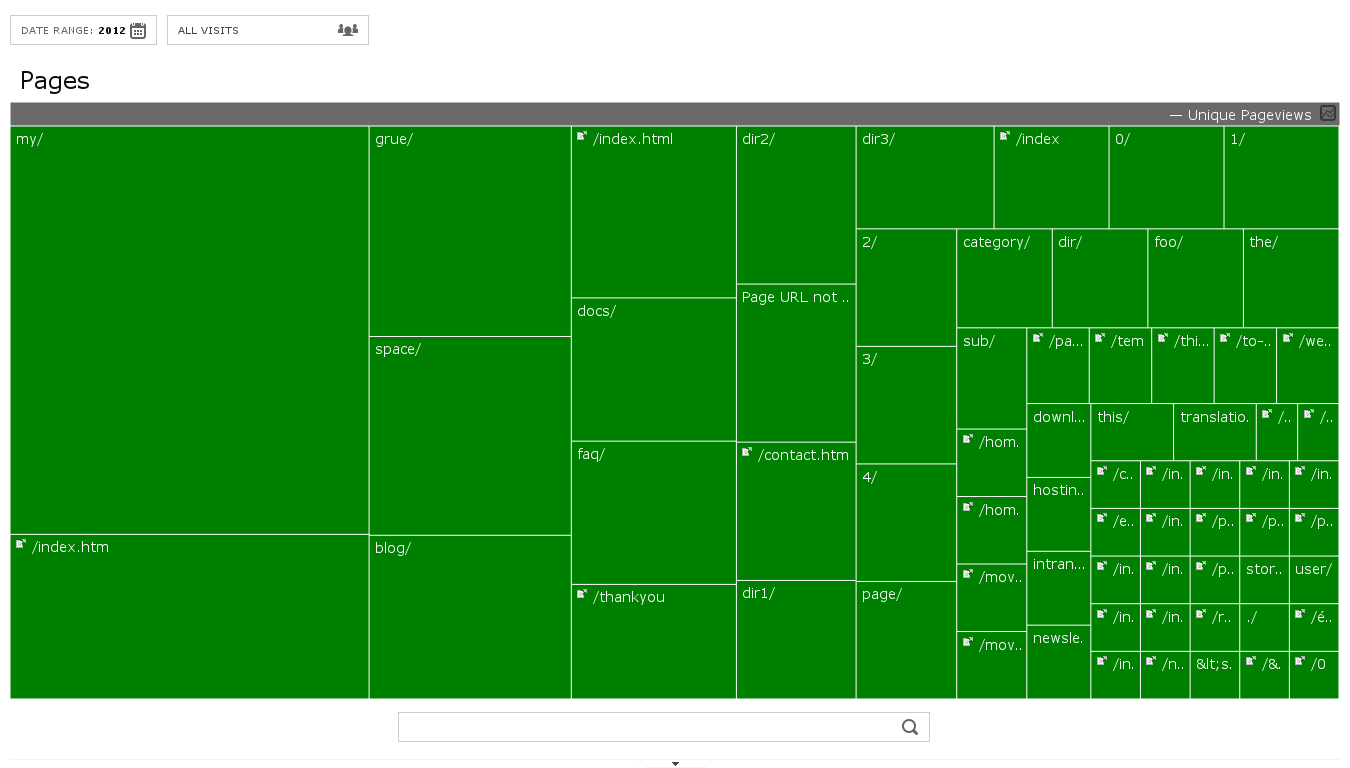 DATE RANGE: 2012
ALL VISITS
Pages
— Unique Pageviews
my/
grue/
/index.html
dir2/
dir3/
/index
0/
1/
2/
category/
dir/
foo/
the/
Page URL not ..
docs/
space/
sub/
/pa...
/tem
/thi...
/to-..
/we..
3/
downl...
this/
translatio.
/..
/..
/hom.
faq/
/contact.htm
4/
/c..
/in.
/in.
/in.
/in.
hostin..
/hom.
/e..
/in.
/p..
/p..
/p..
/index.htm
blog/
intran...
/in.
/in.
/p..
stor..
user/
/mov..
/thankyou
dir1/
page/
/in.
/in.
/r..
./
/é..
newsle.
/mov..
/in.
/n..
&lt;s.
/&.
/0